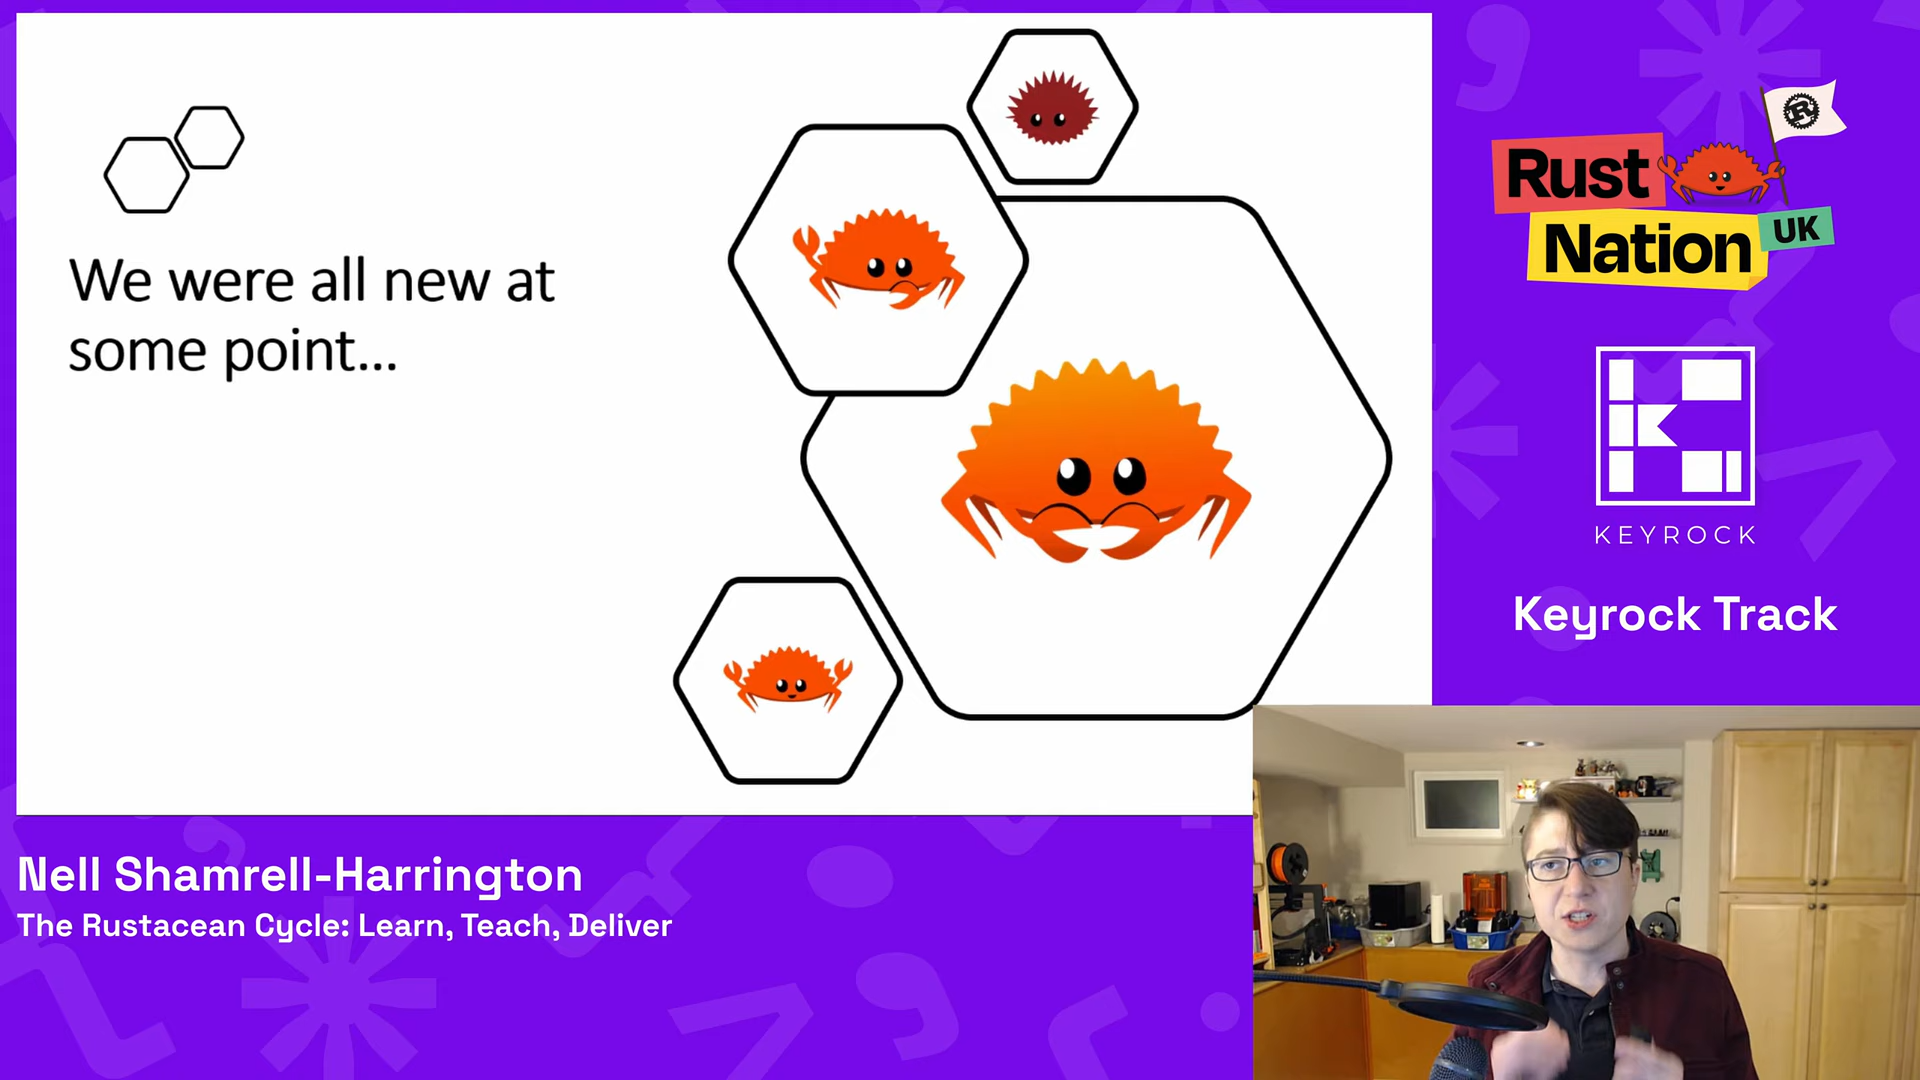 We were all new at
some point...
Rust
Nation
UK
R
KEYROCK
Keyrock Track
Nell Shamrell-Harrington
The Rustacean Cycle: Learn, Teach, Deliver